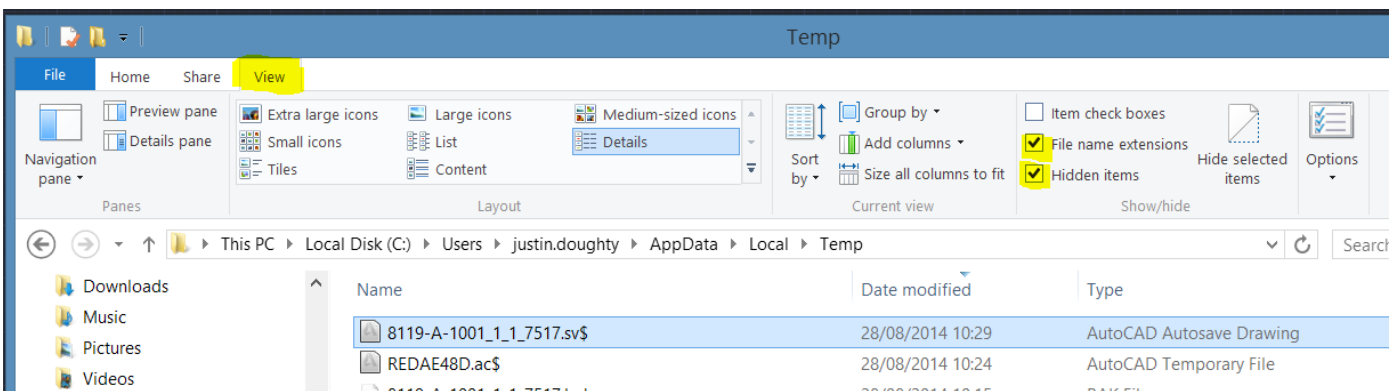 Temp
File Home Share View
Preview pane
Details pane
Navigation pane
Panes
Extra large icons Large icons Medium-sized icons
Small icons List Details
Tiles Content
Layout
Sort by
Group by
Add columns
Size all columns to fit
Current view
Item check boxes
File name extensions
Hidden items
Hide selected items
Show/hide
Options
This PC Local Disk (C:) Users justin.doughty AppData Local Temp
Search
Downloads
Music
Pictures
Videos
Name Date modified Type
8119-A-1001_1_1_7517.sv$ 28/08/2014 10:29 AutoCAD Autosave Drawing
REDAE48D.ac$ 28/08/2014 10:24 AutoCAD Temporary File